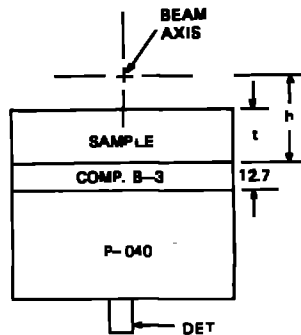 BEAM
AXIS
h
t
SAMPLE
COMP. B-3
12.7
P-040
DET